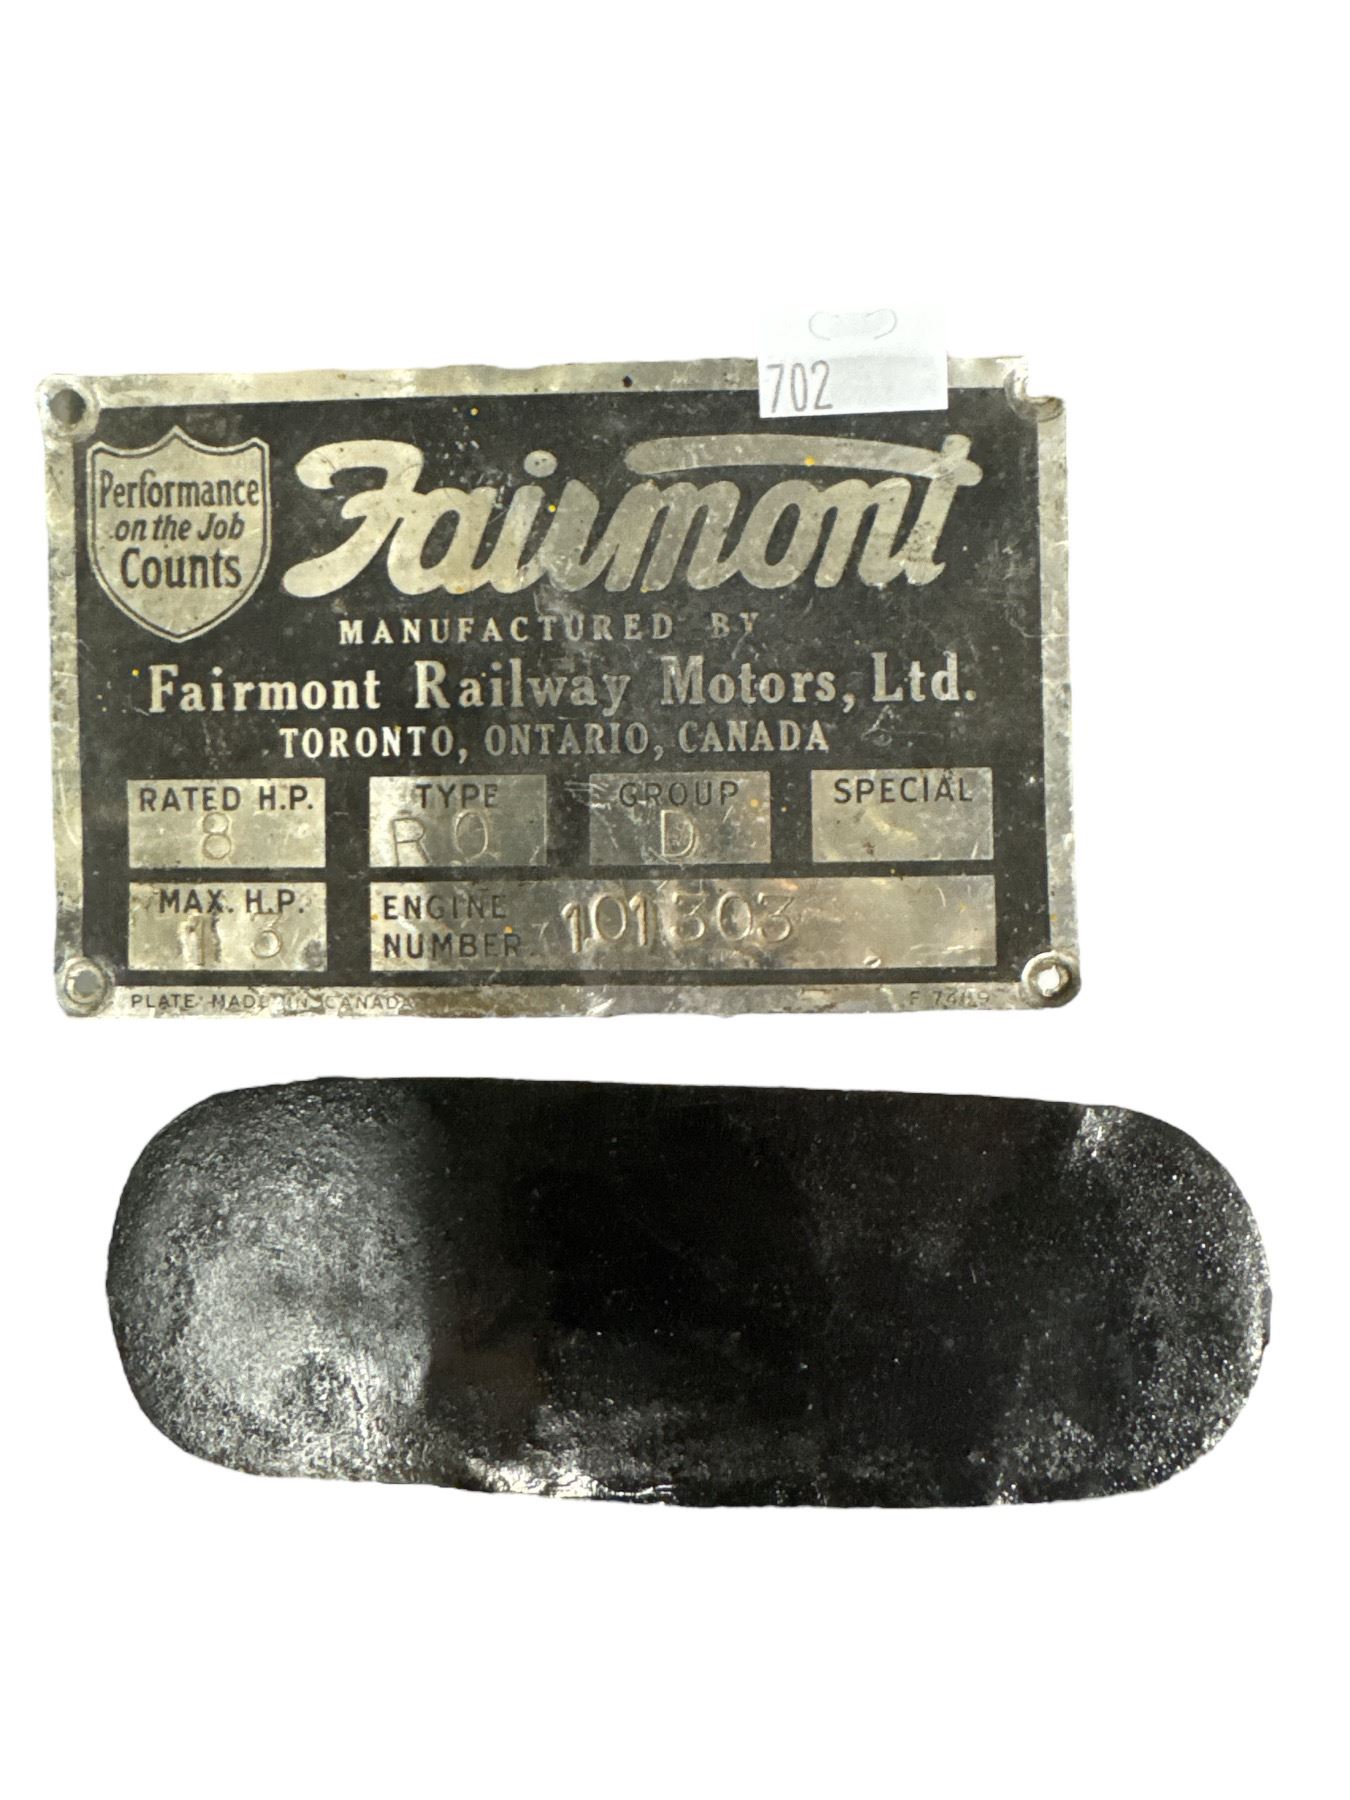 702
Performance
on the Job
Counts
Fairmont
MANUFACTURED BY
Fairmont Railway Motors, Ltd.
TORONTO, ONTARIO, CANADA
RATED H.P. TYPE GROUP SPECIAL
8 RO D
MAX. H.P. ENGINE NUMBER
13 101303
PLATE MADE IN CANADA